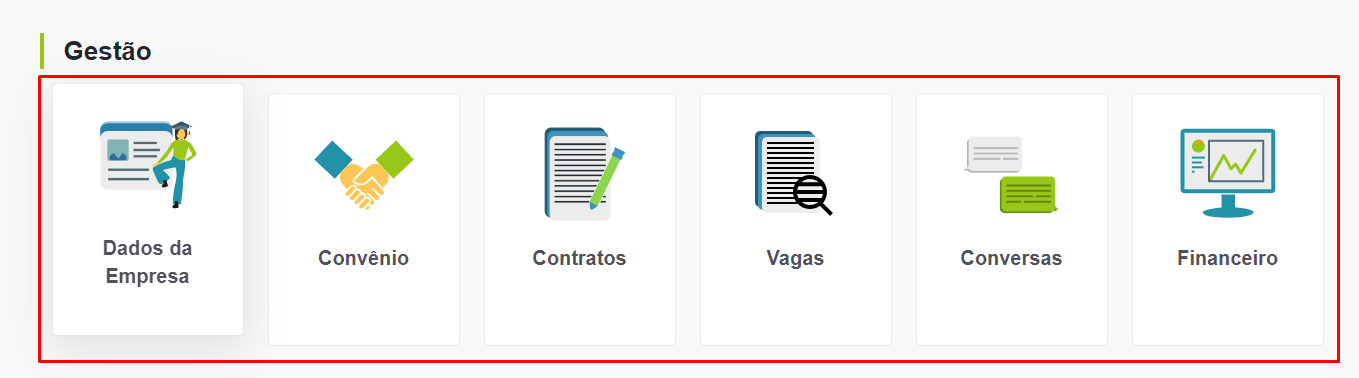 Gestão
Dados da
Empresa
Convênio
Contratos
Vagas
Conversas
Financeiro